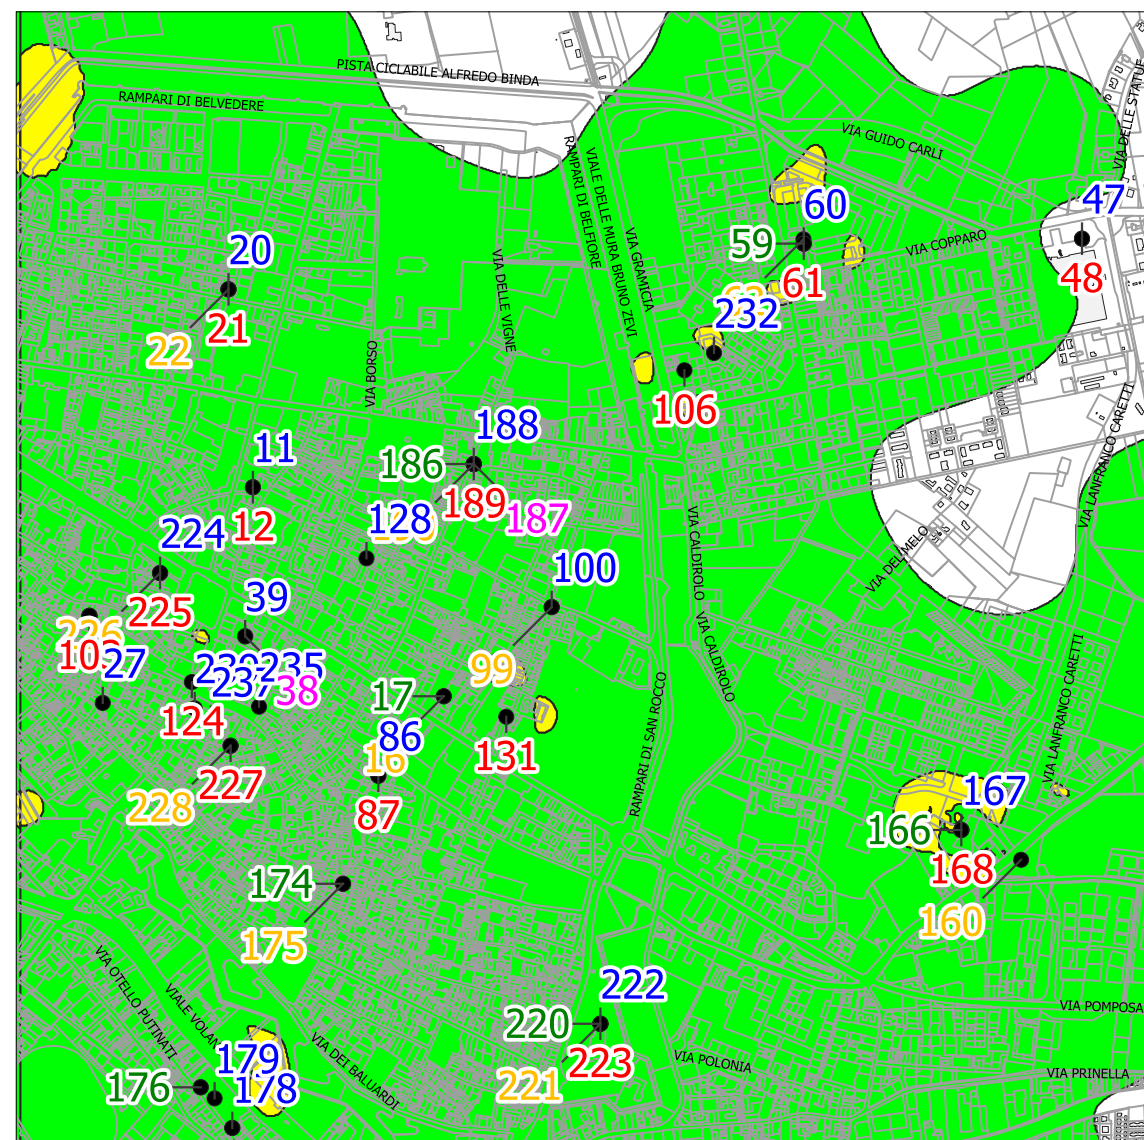 PISTA CICLABILE ALFREDO BINDA
RAMPARI DI BELVEDERE
VIA GUIDO CARLI
VIA DELLE STATUE
RAMPARI DI BELFIORE
VIALE DELLE MURA BRUNO ZEVI
VIA GRAMICIA
VIA COPPARO
VIA DELLE VIGNE
VIA BORSO
60
59
61
47
48
20
21
22
232
106
188
186
189
187
128
11
12
224
225
226
100
99
39
38
27
235
237
124
227
228
17
16
86
87
131
VIA CALDIROLO
VIA CALDIROLO
VIA DEL MELO
VIA LANFRANCO CARETTI
VIA LANFRANCO CARETTI
RAMPARI DI SAN ROCCO
167
166
168
160
174
175
222
220
223
221
VIA OTELLO PUTINATI
VIALE VOLAN
VIA DEI BALUARDI
179
176
178
VIA POLONIA
VIA POMPOSA
VIA PRINELLA